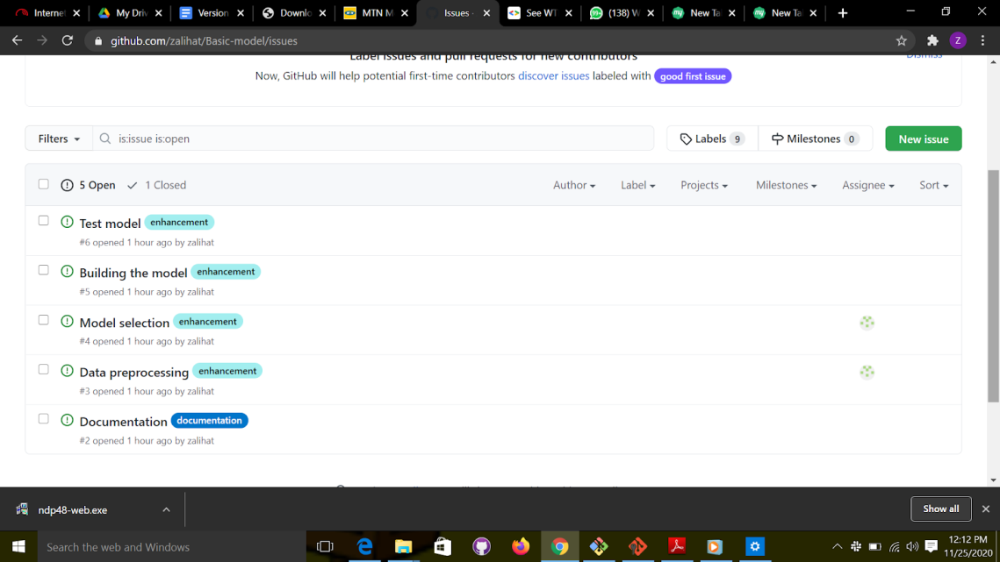 Internet
My Driv
Version
Downlo
MTN M
Issues ·
See WT
(138) W
New Ta
New Ta
github.com/zalihat/Basic-model/issues
Z
Label issues and pull requests for new contributors
Dismiss
Now, GitHub will help potential first-time contributors discover issues labeled with good first issue
Filters
is:issue is:open
Labels 9
Milestones 0
New issue
5 Open
1 Closed
Author
Label
Projects
Milestones
Assignee
Sort
Test model enhancement
#6 opened 1 hour ago by zalihat
Building the model enhancement
#5 opened 1 hour ago by zalihat
Model selection enhancement
#4 opened 1 hour ago by zalihat
Data preprocessing enhancement
#3 opened 1 hour ago by zalihat
Documentation documentation
#2 opened 1 hour ago by zalihat
ndp48-web.exe
Show all
Search the web and Windows
12:12 PM
11/25/2020